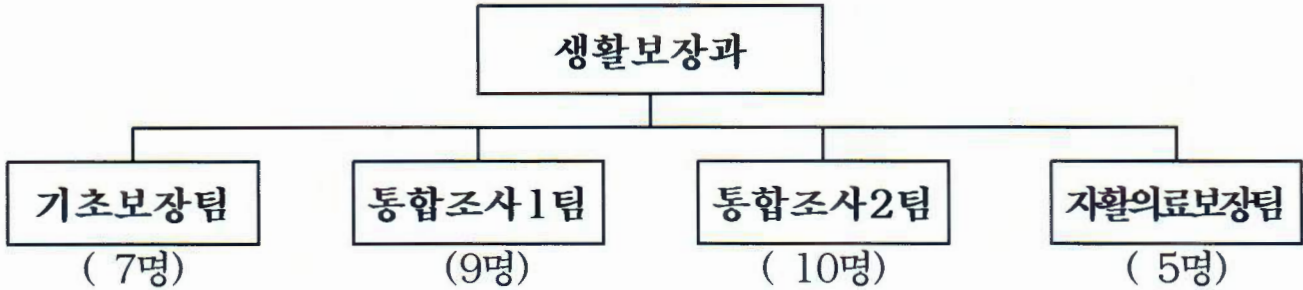 생활보장과
기초보장팀 통합조사1팀 통합조사2팀 자활의료보장팀
( 7명) (9명) ( 10명) ( 5명)